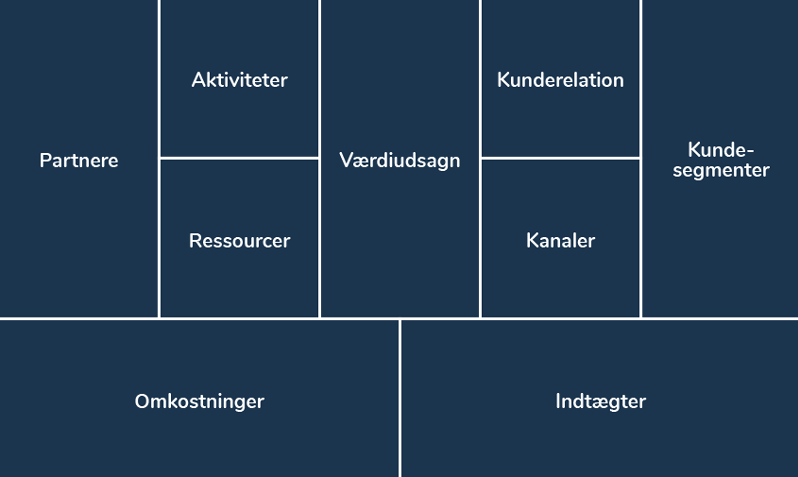 Partnere
Aktiviteter
Ressourcer
Værdiudsagn
Kunderelation
Kanaler
Kunde-
segmenter
Omkostninger
Indtægter